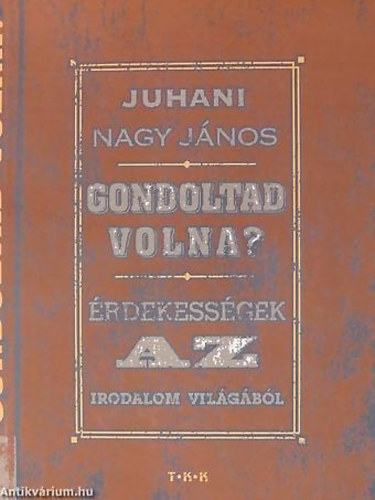 JUHANI
NAGY JÁNOS
GONDOLTAD
VOLNA?
ÉRDEKESSÉGEK
AZ
IRODALOM VILÁGÁBÓL
T•K•K
Antikvárium.hu